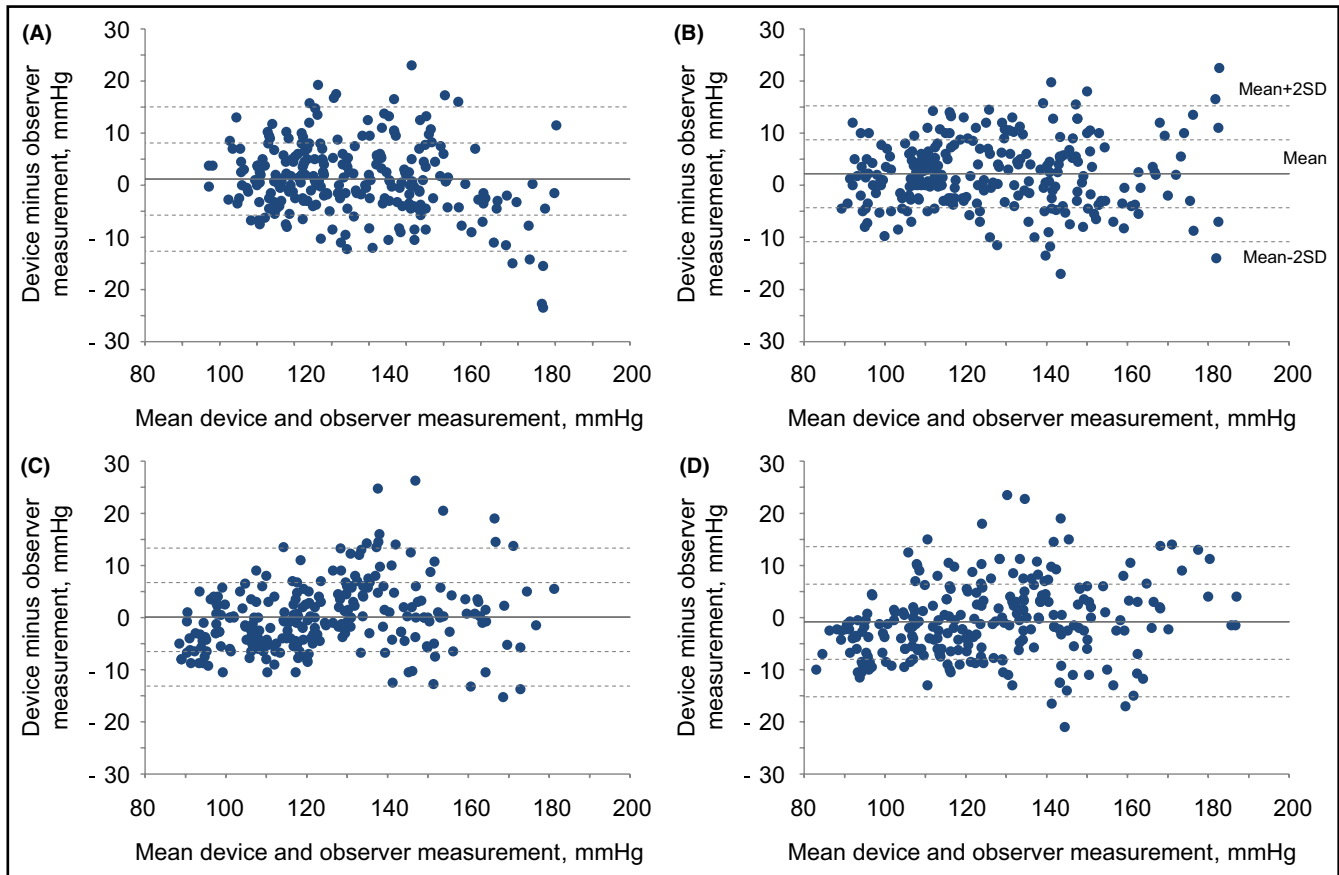 (A)
Device minus observer
measurement, mmHg
30
20
10
0
- 10
- 20
- 30
80 100 120 140 160 180 200
Mean device and observer measurement, mmHg
(B)
Device minus observer
measurement, mmHg
30
20
10
0
- 10
- 20
- 30
Mean+2SD
Mean
Mean-2SD
80 100 120 140 160 180 200
Mean device and observer measurement, mmHg
(C)
Device minus observer
measurement, mmHg
30
20
10
0
- 10
- 20
- 30
80 100 120 140 160 180 200
Mean device and observer measurement, mmHg
(D)
Device minus observer
measurement, mmHg
30
20
10
0
- 10
- 20
- 30
80 100 120 140 160 180 200
Mean device and observer measurement, mmHg